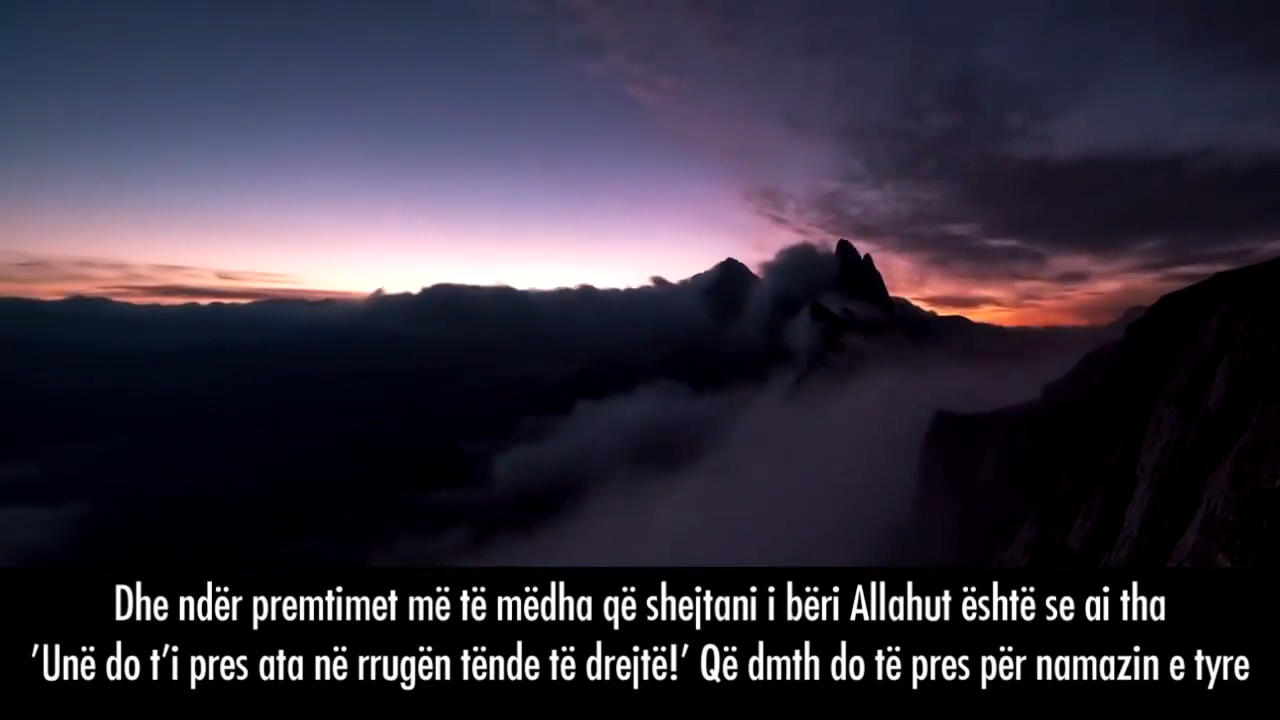 Dhe ndër premtimet më të mëdha që shejtani i bëri Allahut është se ai tha
’Unë do t’i pres ata në rrugën tënde të drejtë!’ Që dmth do të pres për namazin e tyre